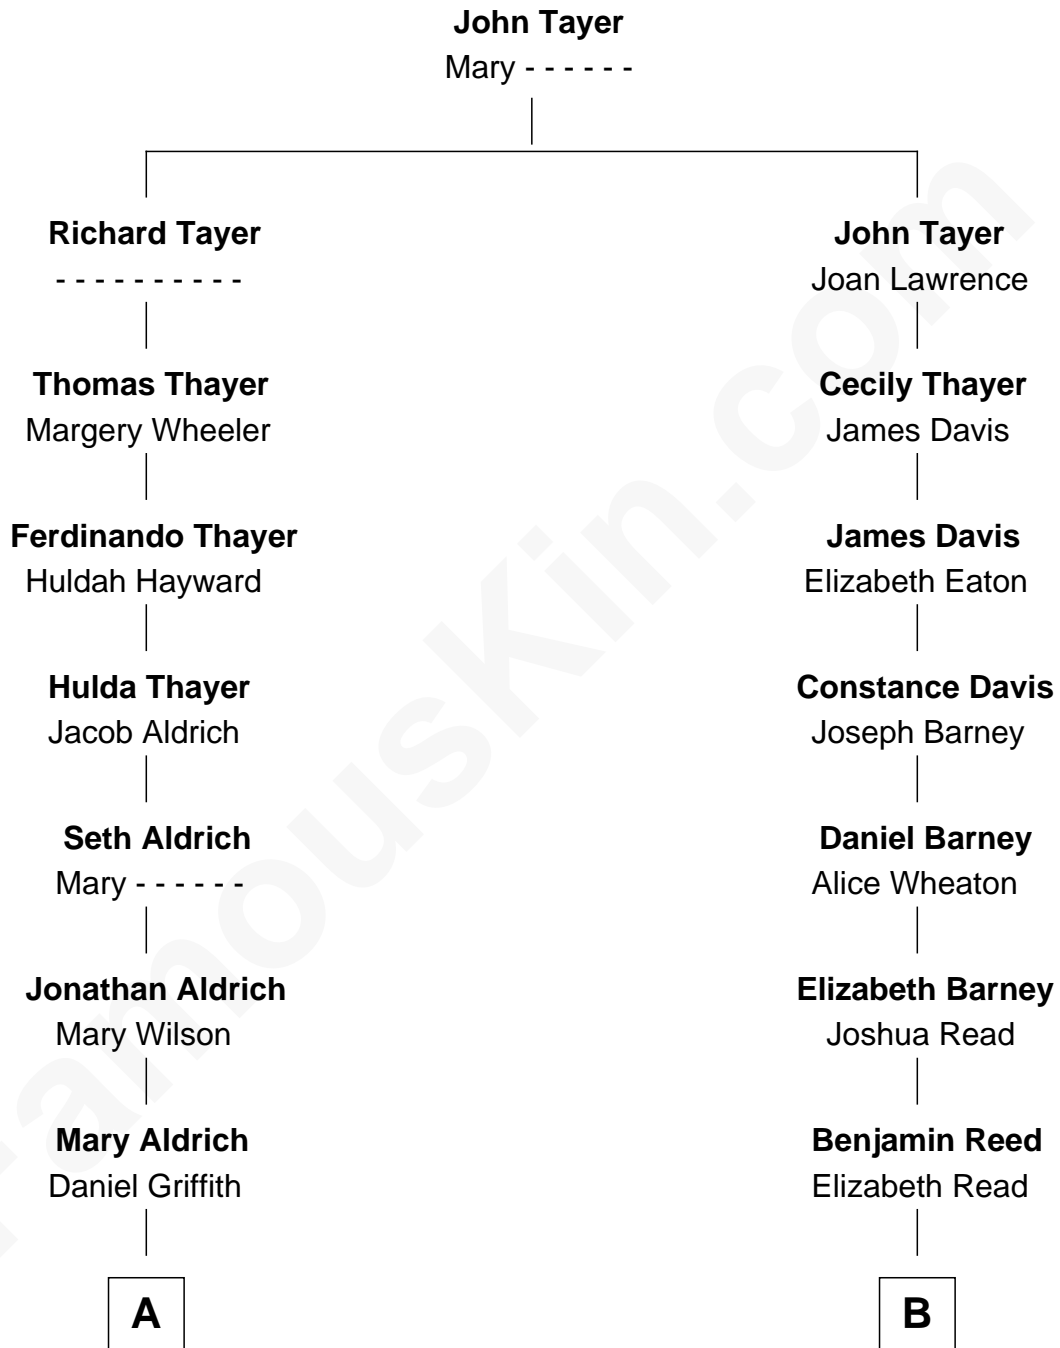 John Tayer
Mary - - - - - -
Richard Tayer
- - - - - - - - - -
Thomas Thayer
Margery Wheeler
Ferdinando Thayer
Huldah Hayward
Hulda Thayer
Jacob Aldrich
Seth Aldrich
Mary - - - - - -
Jonathan Aldrich
Mary Wilson
Mary Aldrich
Daniel Griffith
A
John Tayer
Joan Lawrence
Cecily Thayer
James Davis
James Davis
Elizabeth Eaton
Constance Davis
Joseph Barney
Daniel Barney
Alice Wheaton
Elizabeth Barney
Joshua Read
Benjamin Reed
Elizabeth Read
B
FamousKin.com